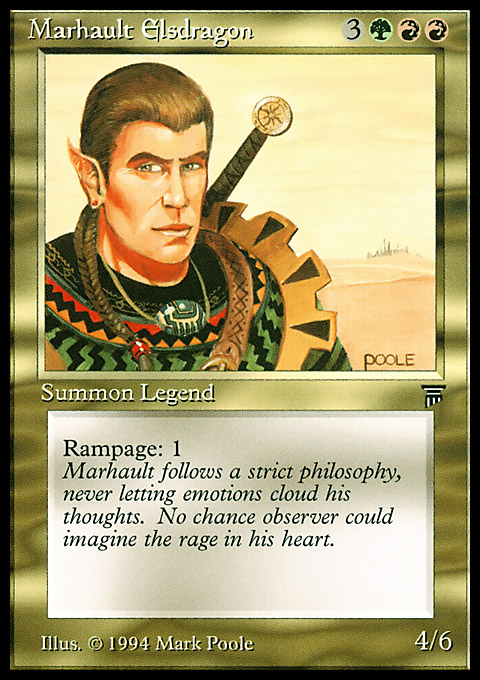 Marhault Elsdragon 3
POOLE
Summon Legend
Rampage: 1
Marhault follows a strict philosophy,
never letting emotions cloud his
thoughts. No chance observer could
imagine the rage in his heart.
Illus. © 1994 Mark Poole 4/6